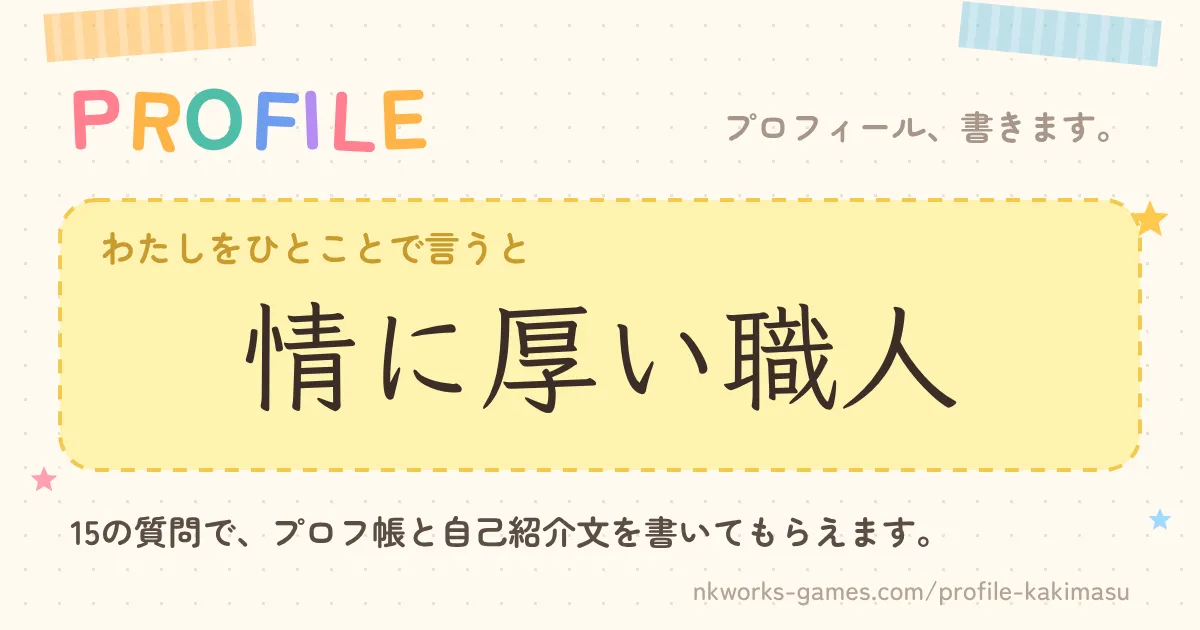 PROFILE
プロフィール、書きます。
わたしをひとことで言うと
情に厚い職人
15の質問で、プロフ帳と自己紹介文を書いてもらえます。
nkworks-games.com/profile-kakimasu